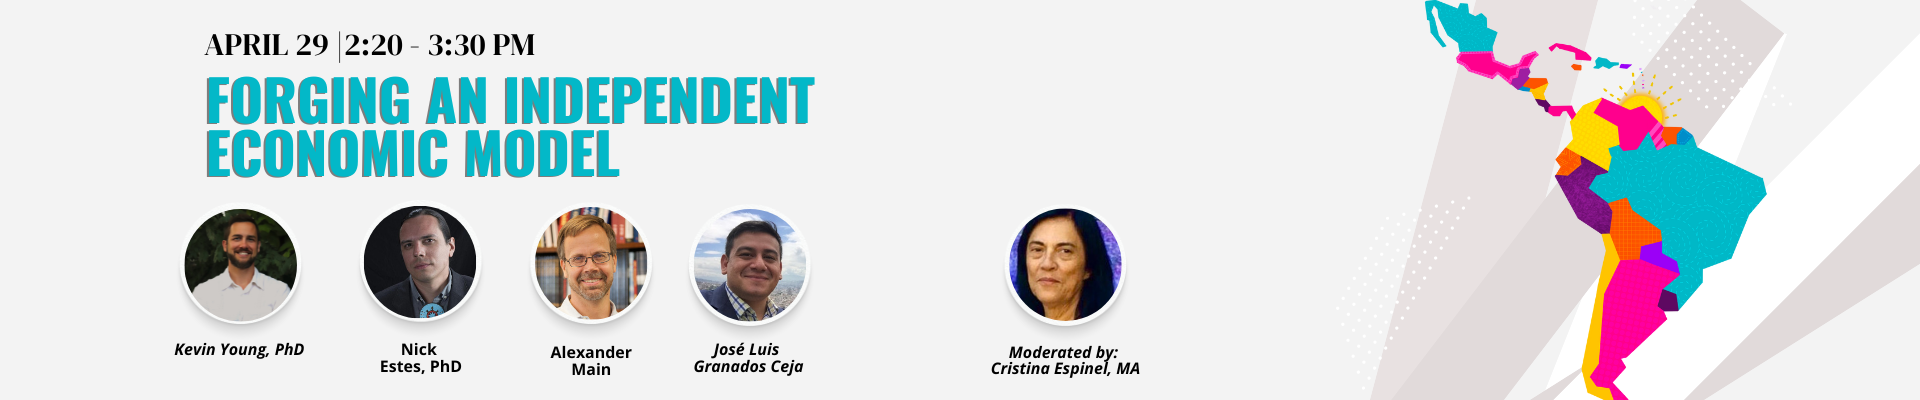 APRIL 29 |2:20 - 3:30 PM
FORGING AN INDEPENDENT
ECONOMIC MODEL
Kevin Young, PhD
Nick
Estes, PhD
Alexander
Main
José Luis
Granados Ceja
Moderated by:
Cristina Espinel, MA